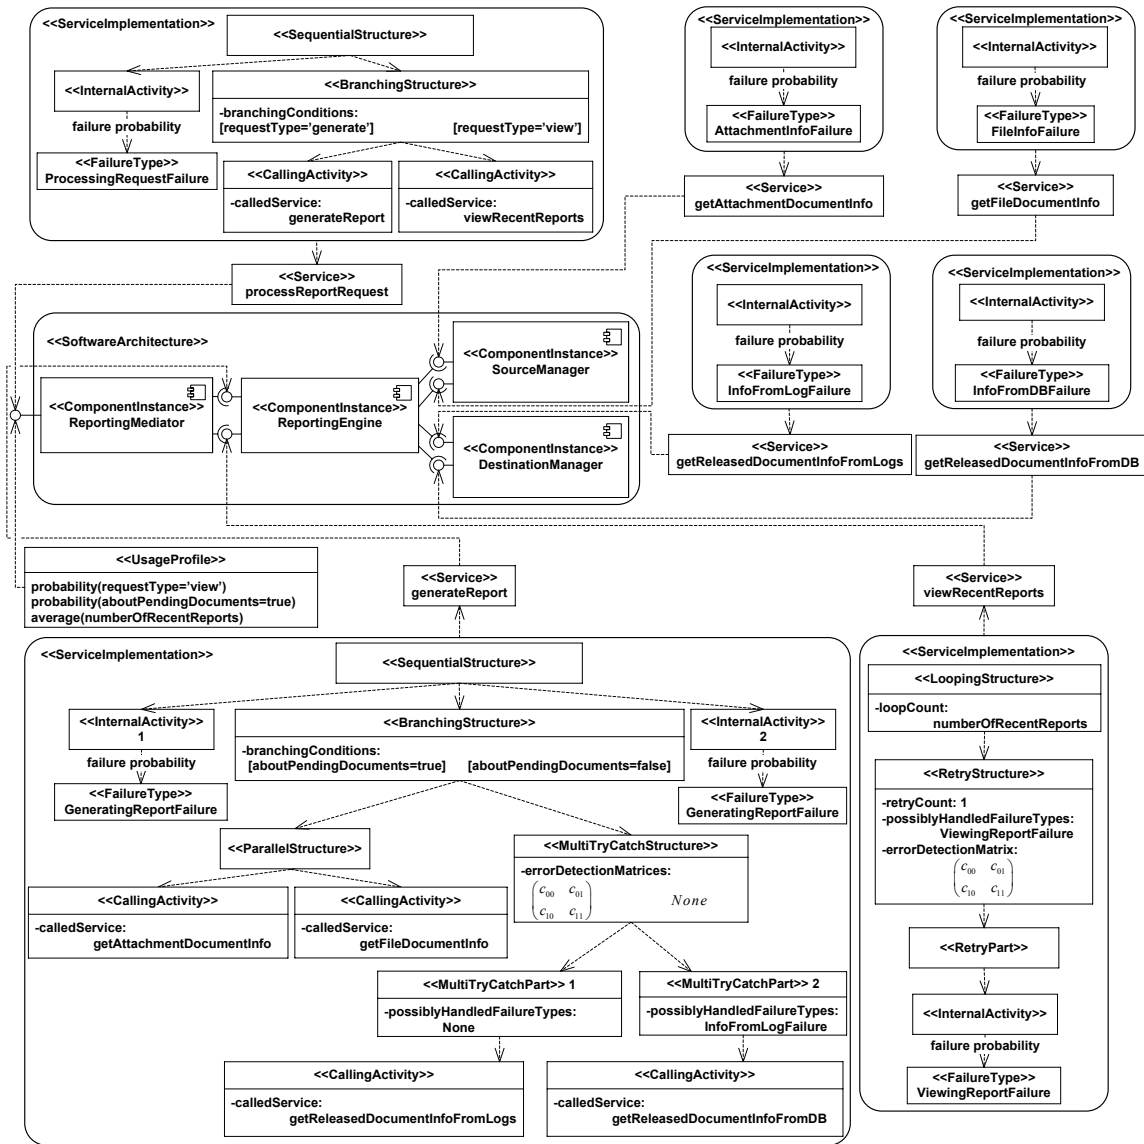 <<ServiceImplementation>>
<<SequentialStructure>>
<<InternalActivity>>
failure probability
<<FailureType>>
ProcessingRequestFailure
<<BranchingStructure>>
-branchingConditions:
[requestType='generate'] [requestType='view']
<<CallingActivity>>
-calledService:
generateReport
<<CallingActivity>>
-calledService:
viewRecentReports
<<Service>>
processReportRequest
<<ServiceImplementation>>
<<InternalActivity>>
failure probability
<<FailureType>>
AttachmentInfoFailure
<<Service>>
getAttachmentDocumentInfo
<<ServiceImplementation>>
<<InternalActivity>>
failure probability
<<FailureType>>
FileInfoFailure
<<Service>>
getFileDocumentInfo
<<ServiceImplementation>>
<<InternalActivity>>
failure probability
<<FailureType>>
InfoFromLogFailure
<<Service>>
getReleasedDocumentInfoFromLogs
<<ServiceImplementation>>
<<InternalActivity>>
failure probability
<<FailureType>>
InfoFromDBFailure
<<Service>>
getReleasedDocumentInfoFromDB
<<SoftwareArchitecture>>
<<ComponentInstance>>
ReportingMediator
<<ComponentInstance>>
ReportingEngine
<<ComponentInstance>>
SourceManager
<<ComponentInstance>>
DestinationManager
<<UsageProfile>>
probability(requestType='view')
probability(aboutPendingDocuments=true)
average(numberOfRecentReports)
<<Service>>
generateReport
<<Service>>
viewRecentReports
<<ServiceImplementation>>
<<SequentialStructure>>
<<InternalActivity>>
1
failure probability
<<FailureType>>
GeneratingReportFailure
<<BranchingStructure>>
-branchingConditions:
[aboutPendingDocuments=true] [aboutPendingDocuments=false]
<<InternalActivity>>
2
failure probability
<<FailureType>>
GeneratingReportFailure
<<ParallelStructure>>
<<CallingActivity>>
-calledService:
getAttachmentDocumentInfo
<<CallingActivity>>
-calledService:
getFileDocumentInfo
<<MultiTryCatchStructure>>
-errorDetectionMatrices:
c00 c01
c10 c11
None
<<MultiTryCatchPart>> 1
-possiblyHandledFailureTypes:
None
<<MultiTryCatchPart>> 2
-possiblyHandledFailureTypes:
InfoFromLogFailure
<<CallingActivity>>
-calledService:
getReleasedDocumentInfoFromLogs
<<CallingActivity>>
-calledService:
getReleasedDocumentInfoFromDB
<<ServiceImplementation>>
<<LoopingStructure>>
-loopCount:
numberOfRecentReports
<<RetryStructure>>
-retryCount: 1
-possiblyHandledFailureTypes:
ViewingReportFailure
-errorDetectionMatrix:
c00 c01
c10 c11
<<RetryPart>>
<<InternalActivity>>
failure probability
<<FailureType>>
ViewingReportFailure